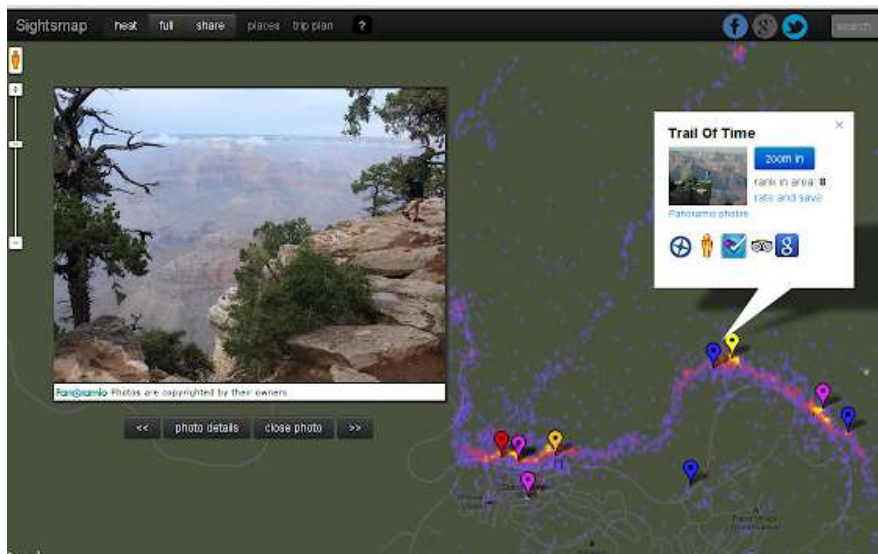 Sightsmap heat full share places trip plan ? search
Trail Of Time
zoom in
rank in area: 8
rate and save
Panoramio photos
Panoramio Photos are copyrighted by their owners
<< photo details close photo >>